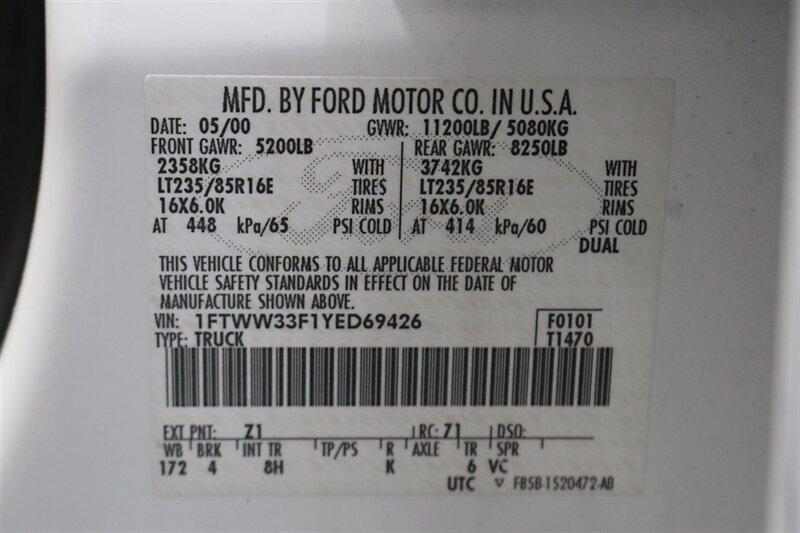 MFD. BY FORD MOTOR CO. IN U.S.A.
DATE: 05/00 GVWR: 11200LB/ 5080KG
FRONT GAWR: 5200LB REAR GAWR: 8250LB
2358KG WITH 3742KG WITH
LT235/85R16E TIRES LT235/85R16E TIRES
16X6.0K RIMS 16X6.0K RIMS
AT 448 kPa/65 PSI COLD AT 414 kPa/60 PSI COLD
DUAL
THIS VEHICLE CONFORMS TO ALL APPLICABLE FEDERAL MOTOR
VEHICLE SAFETY STANDARDS IN EFFECT ON THE DATE OF
MANUFACTURE SHOWN ABOVE.
VIN: 1FTWW33F1YED69426 F0101
TYPE: TRUCK T1470
EXT PNT: Z1 RC: 71 DSO:
WB BRK INT TR TP/PS R AXLE TR SPR
172 4 8H K 6 VC
UTC ▽ F85B-1520472-AB